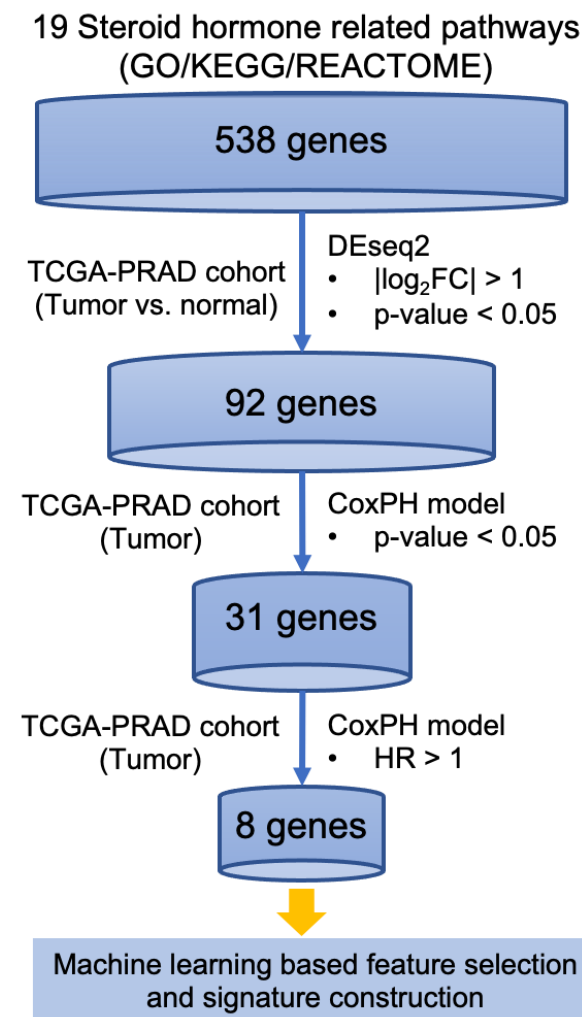 19 Steroid hormone related pathways
(GO/KEGG/REACTOME)
538 genes
TCGA-PRAD cohort
(Tumor vs. normal)
DEseq2
• |log₂FC| > 1
• p-value < 0.05
92 genes
TCGA-PRAD cohort
(Tumor)
CoxPH model
• p-value < 0.05
31 genes
TCGA-PRAD cohort
(Tumor)
CoxPH model
• HR > 1
8 genes
Machine learning based feature selection
and signature construction